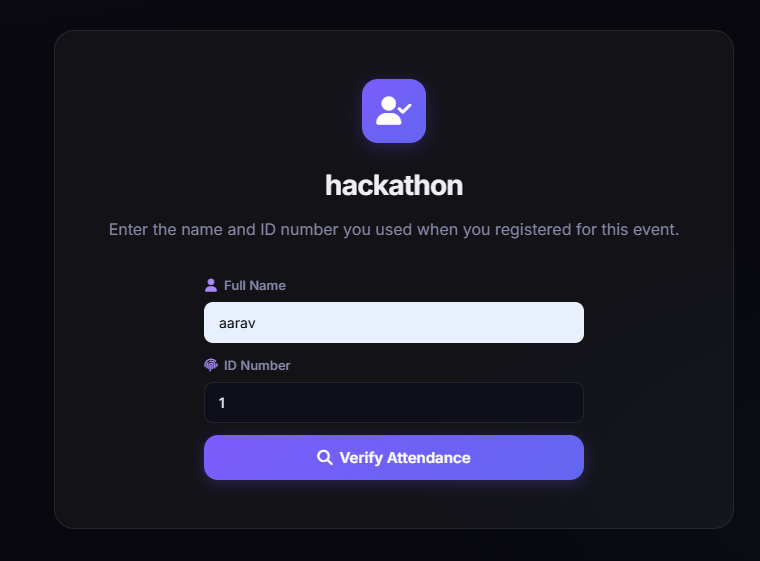 hackathon
Enter the name and ID number you used when you registered for this event.
Full Name
aarav
ID Number
1
Verify Attendance